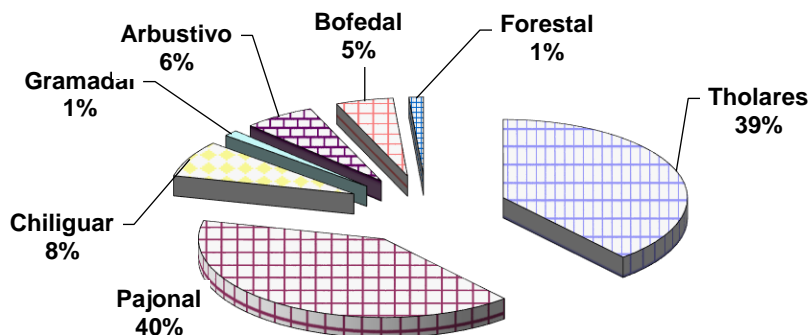 Arbustivo
6%
Bofedal
5%
Forestal
1%
Gramadal
1%
Tholares
39%
Chiliguar
8%
Pajonal
40%